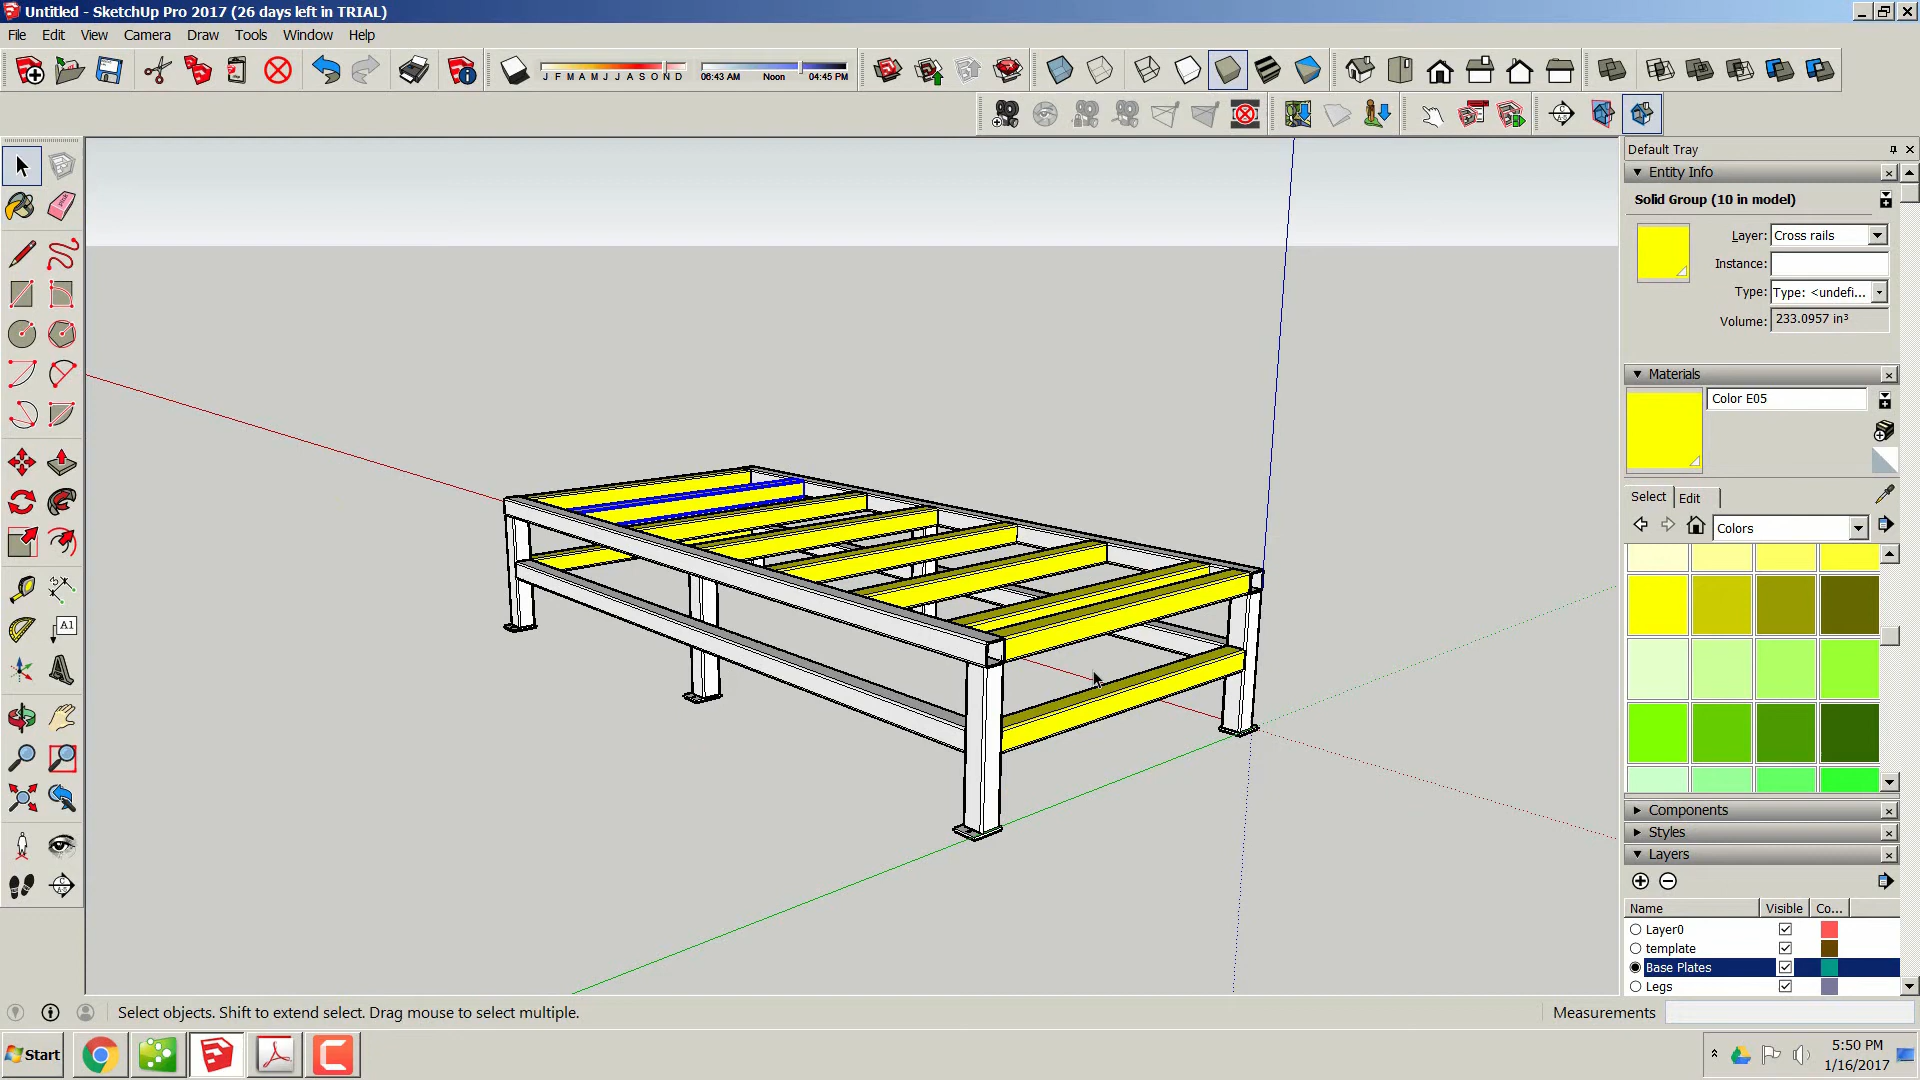 Untitled - SketchUp Pro 2017 (26 days left in TRIAL)
File Edit View Camera Draw Tools Window Help
J F M A M J J A S O N D
06:43 AM Noon 04:45 PM
Default Tray
Entity Info
Solid Group (10 in model)
Layer: Cross rails
Instance:
Type: Type: <undefi...
Volume: 233.0957 in³
Materials
Color E05
Select Edit
Colors
A1
Components
Styles
Layers
Name Visible Co...
Layer0
template
Base Plates
Legs
Select objects. Shift to extend select. Drag mouse to select multiple.
Measurements
Start
5:50 PM
1/16/2017